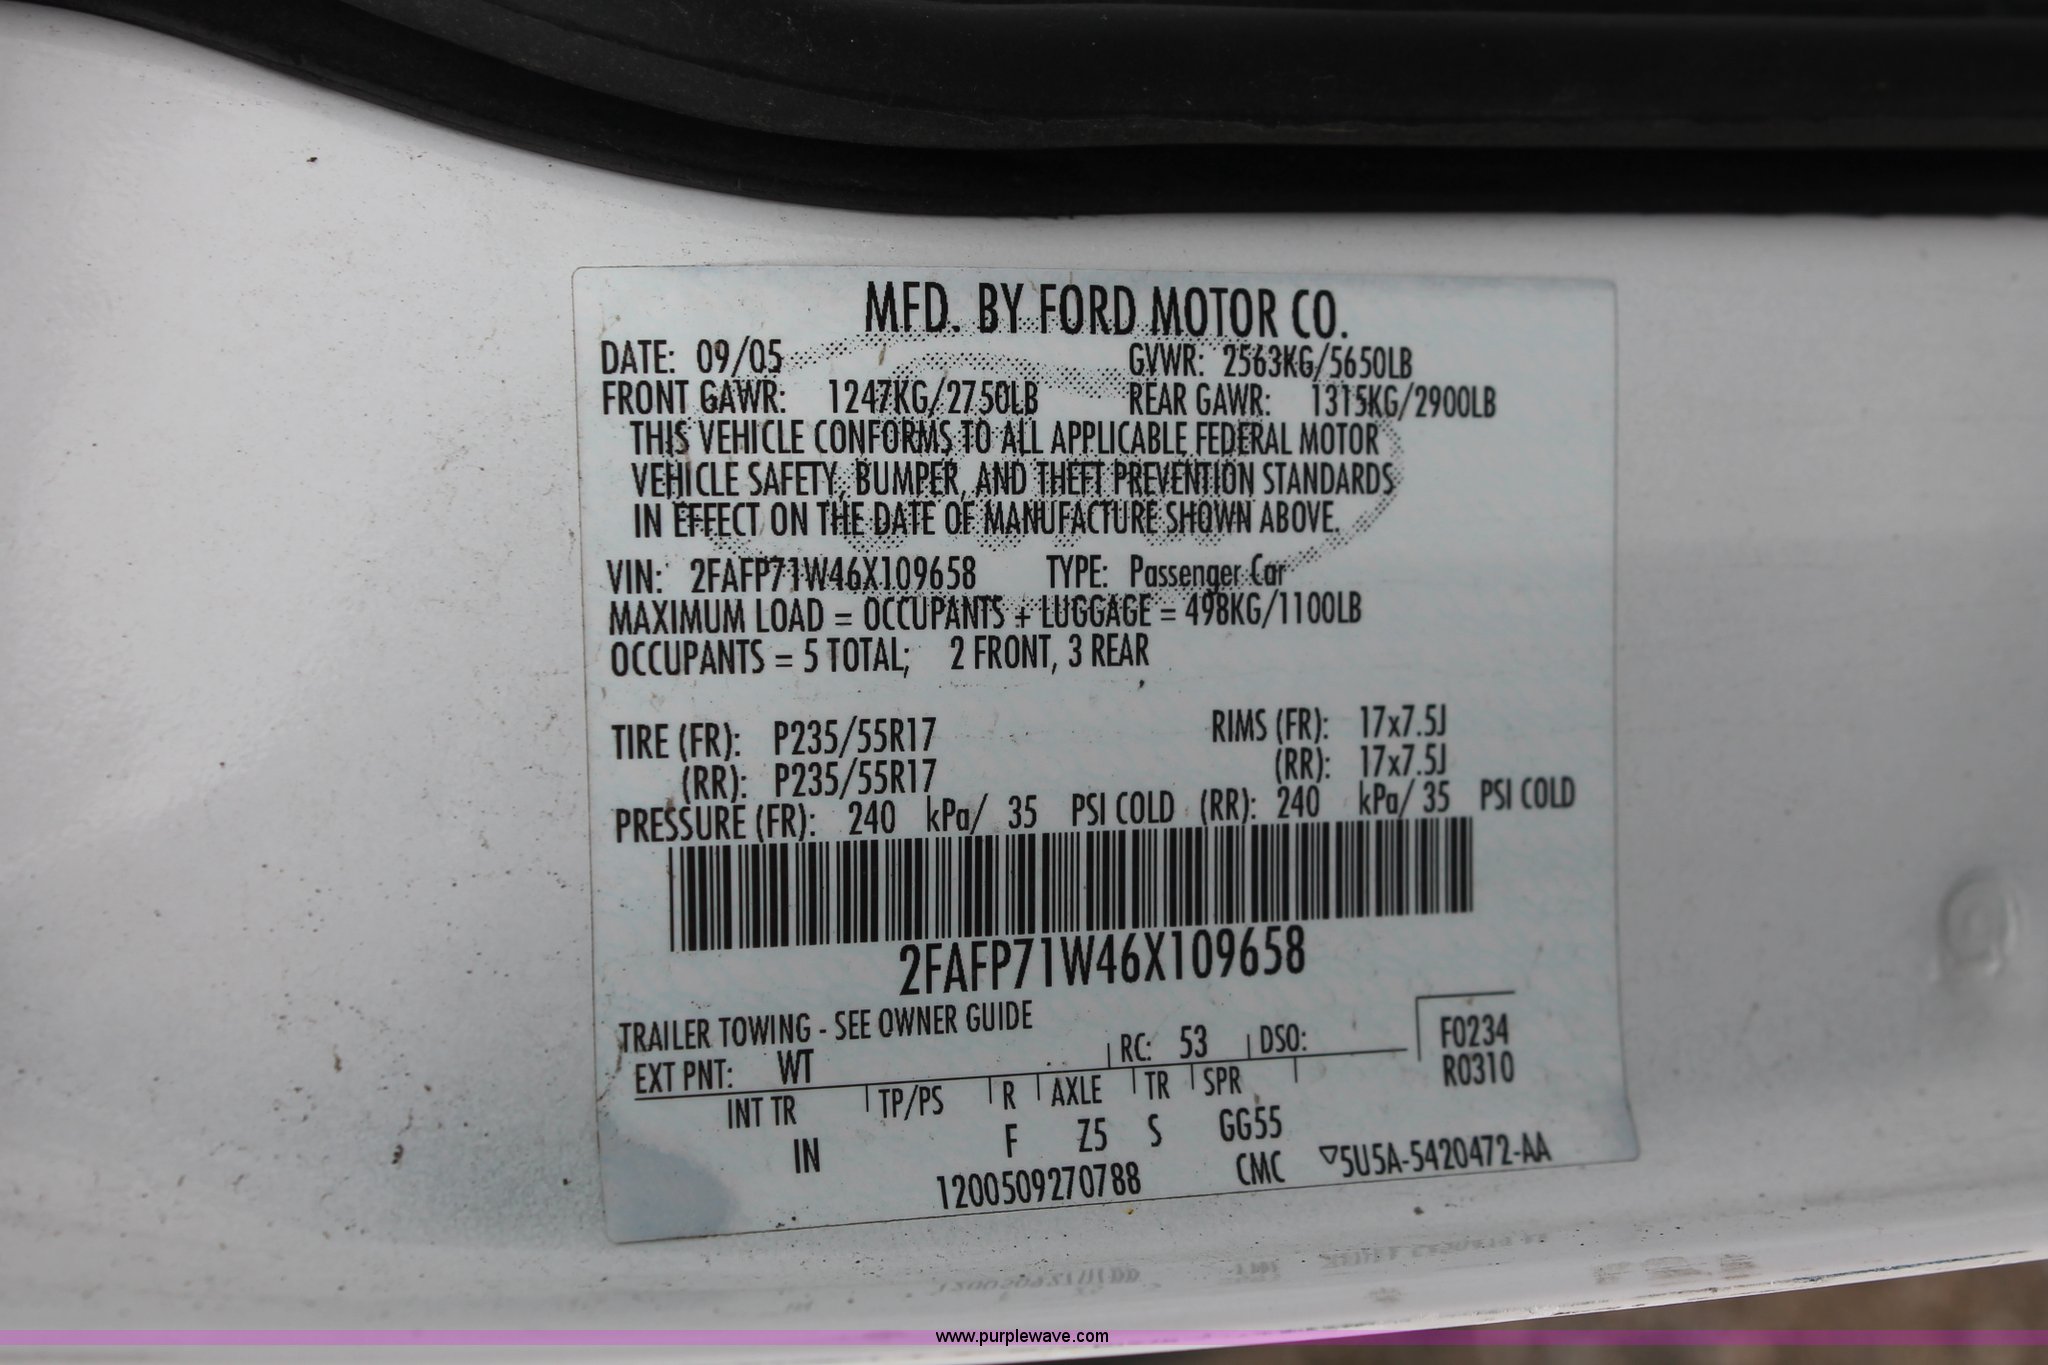 MFD. BY FORD MOTOR CO.
DATE: 09/05 GVWR: 2563KG/5650LB
FRONT GAWR: 1247KG/2750LB REAR GAWR: 1315KG/2900LB
THIS VEHICLE CONFORMS TO ALL APPLICABLE FEDERAL MOTOR
VEHICLE SAFETY, BUMPER, AND THEFT PREVENTION STANDARDS
IN EFFECT ON THE DATE OF MANUFACTURE SHOWN ABOVE.
VIN: 2FAFP71W46X109658 TYPE: Passenger Car
MAXIMUM LOAD = OCCUPANTS + LUGGAGE = 498KG/1100LB
OCCUPANTS = 5 TOTAL; 2 FRONT, 3 REAR
TIRE (FR): P235/55R17 RIMS (FR): 17x7.5J
(RR): P235/55R17 (RR): 17x7.5J
PRESSURE (FR): 240 kPa/ 35 PSI COLD (RR): 240 kPa/ 35 PSI COLD
2FAFP71W46X109658
TRAILER TOWING - SEE OWNER GUIDE
EXT PNT: WT RC: 53 DSO: F0234
R0310
INT TR TP/PS R AXLE TR SPR
IN F Z5 S GG55
1200509270788 CMC ▽5U5A-5420472-AA
www.purplewave.com